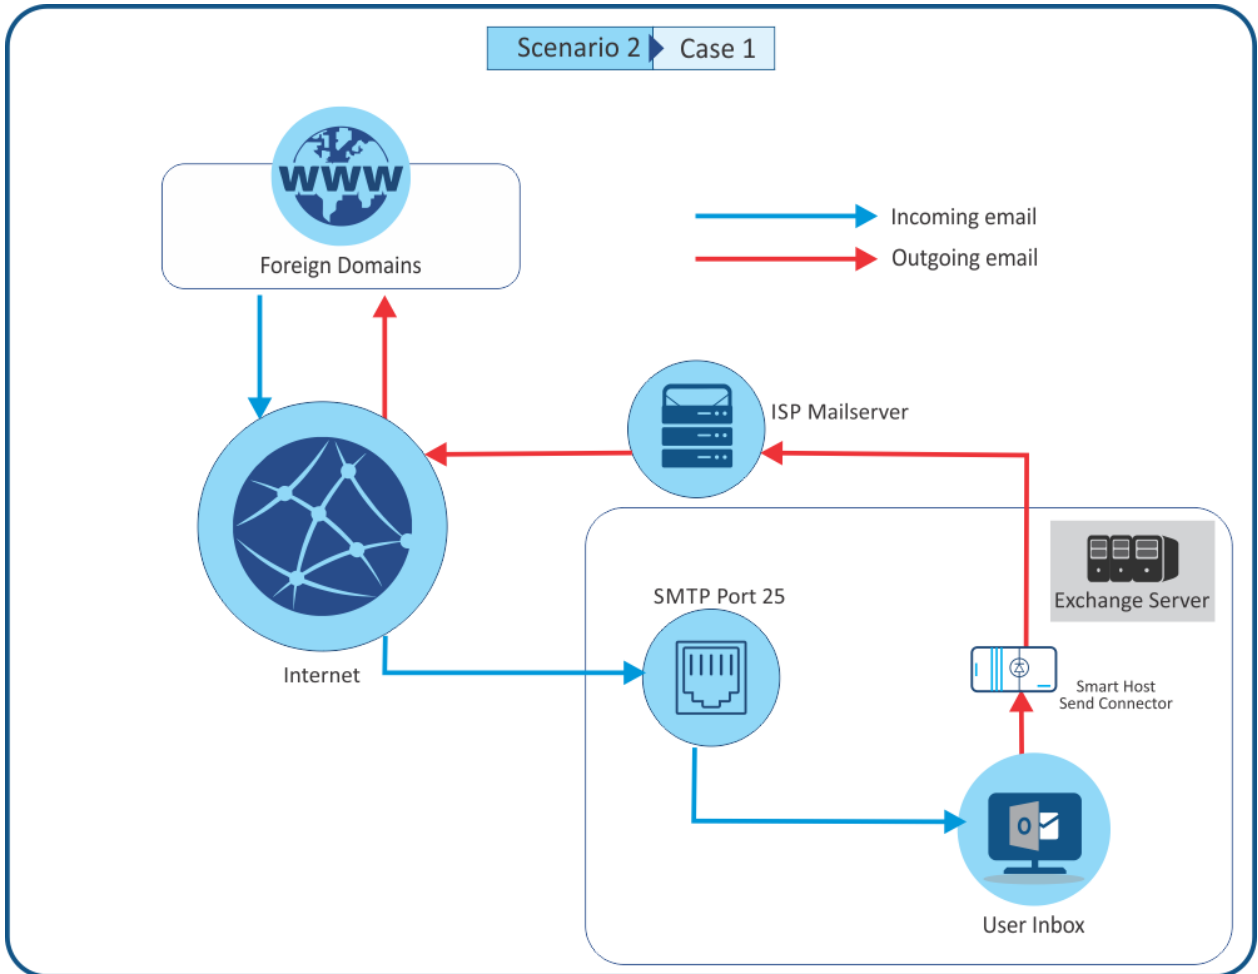 Scenario 2 Case 1
WWW
Foreign Domains
Incoming email
Outgoing email
ISP Mailserver
Exchange Server
SMTP Port 25
Internet
Smart Host
Send Connector
O
User Inbox